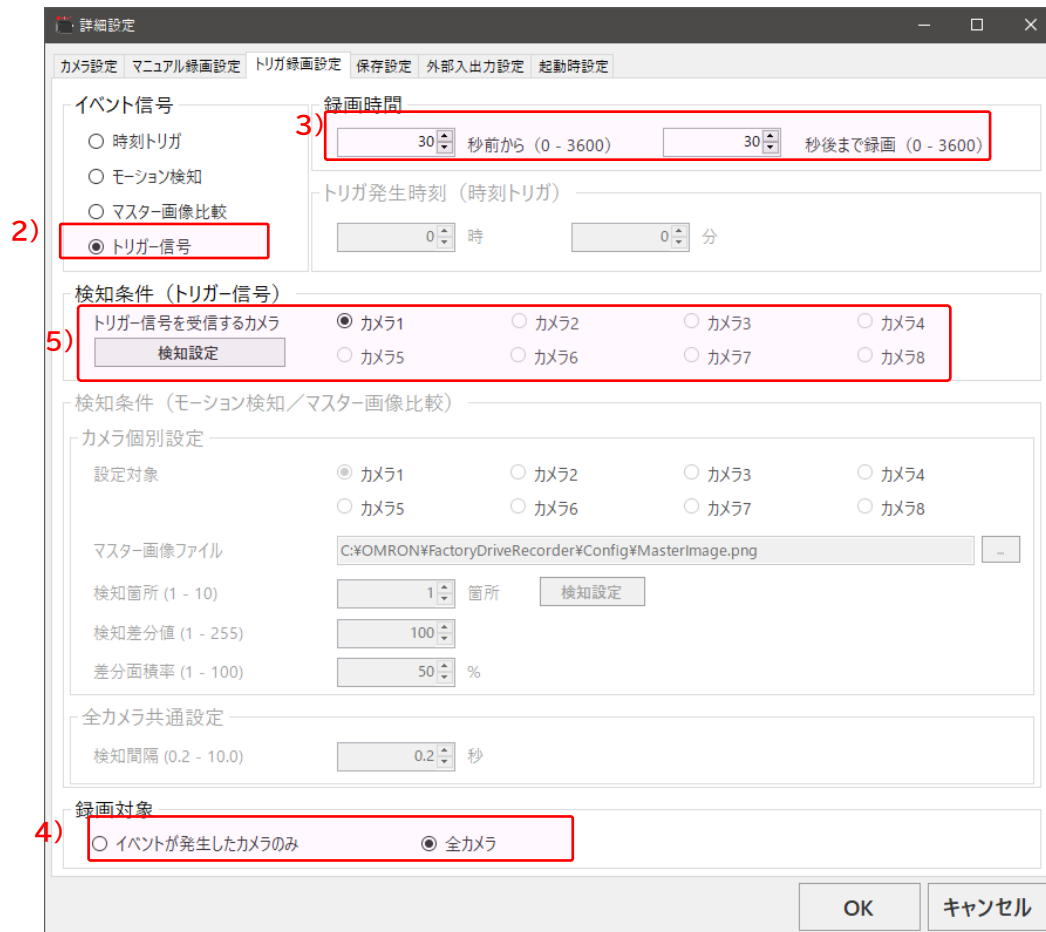 詳細設定
カメラ設定 マニュアル録画設定 トリガ録画設定 保存設定 外部入出力設定 起動時設定
イベント信号
時刻トリガ
モーション検知
マスター画像比較
2)
トリガー信号
録画時間
3)
30 秒前から (0 - 3600) 30 秒後まで録画 (0 - 3600)
トリガ発生時刻 (時刻トリガ)
0 時 0 分
検知条件 (トリガー信号)
5)
トリガー信号を受信するカメラ カメラ1 カメラ2 カメラ3 カメラ4
検知設定 カメラ5 カメラ6 カメラ7 カメラ8
検知条件 (モーション検知/マスター画像比較)
カメラ個別設定
設定対象 カメラ1 カメラ2 カメラ3 カメラ4
カメラ5 カメラ6 カメラ7 カメラ8
マスター画像ファイル C:¥OMRON¥FactoryDriveRecorder¥Config¥MasterImage.png ...
検知箇所 (1 - 10) 1 箇所 検知設定
検知差分値 (1 - 255) 100
差分面積率 (1 - 100) 50 %
全カメラ共通設定
検知間隔 (0.2 - 10.0) 0.2 秒
録画対象
4)
イベントが発生したカメラのみ 全カメラ
OK キャンセル